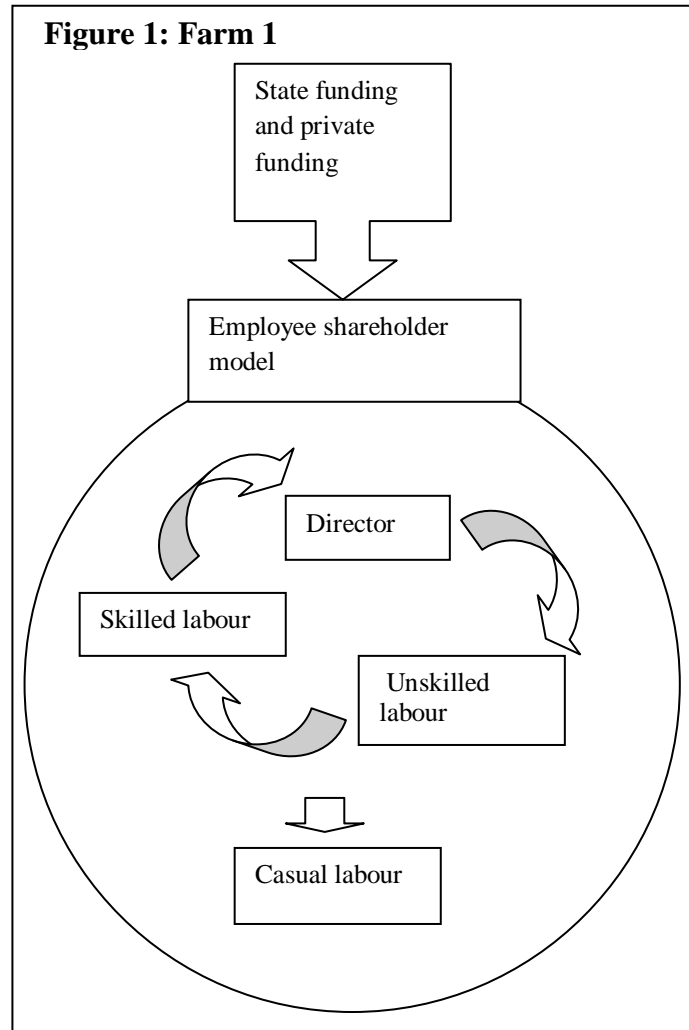 Figure 1: Farm 1
State funding
and private
funding
Employee shareholder
model
Director
Skilled labour
Unskilled
labour
Casual labour